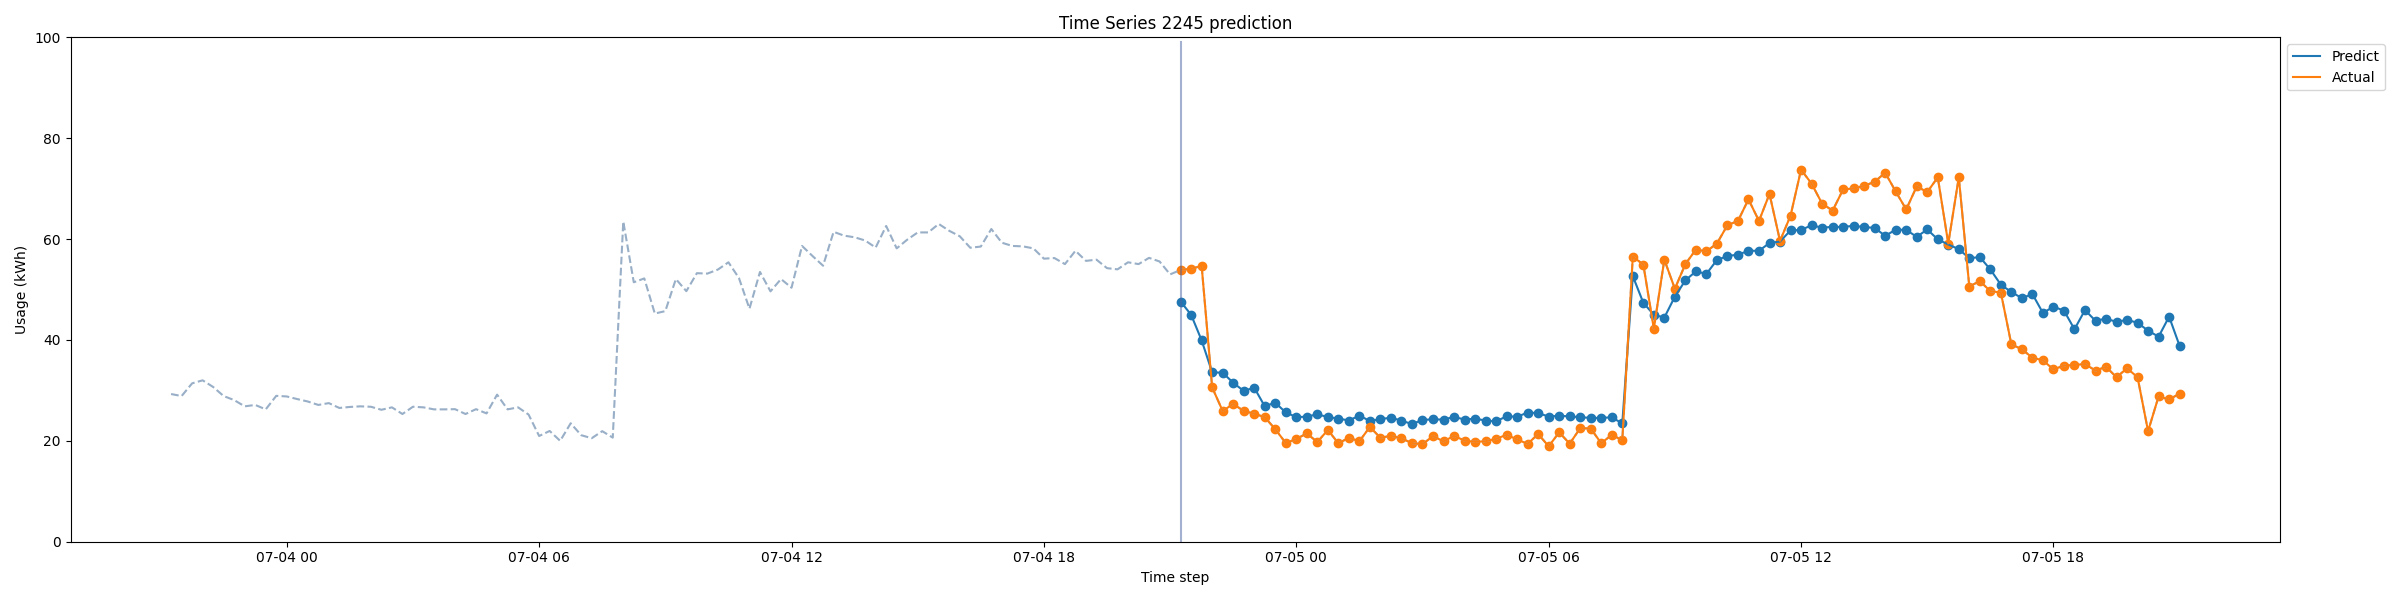 Time Series 2245 prediction
Predict
Actual
Usage (kWh)
100
80
60
40
20
0
07-04 00
07-04 06
07-04 12
07-04 18
07-05 00
07-05 06
07-05 12
07-05 18
Time step